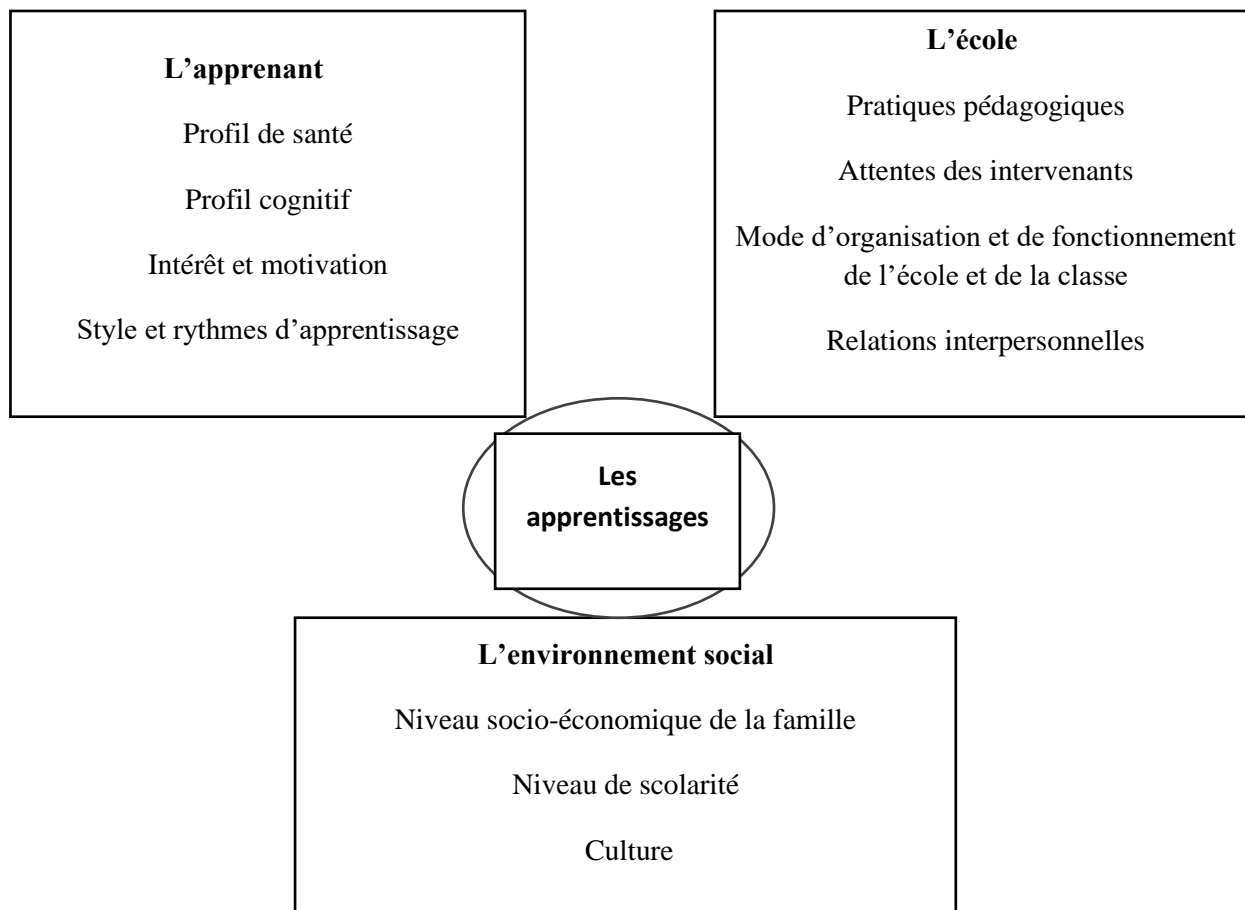 L’apprenant
Profil de santé
Profil cognitif
Intérêt et motivation
Style et rythmes d’apprentissage
L’école
Pratiques pédagogiques
Attentes des intervenants
Mode d’organisation et de fonctionnement
de l’école et de la classe
Relations interpersonnelles
Les
apprentissages
L’environnement social
Niveau socio-économique de la famille
Niveau de scolarité
Culture